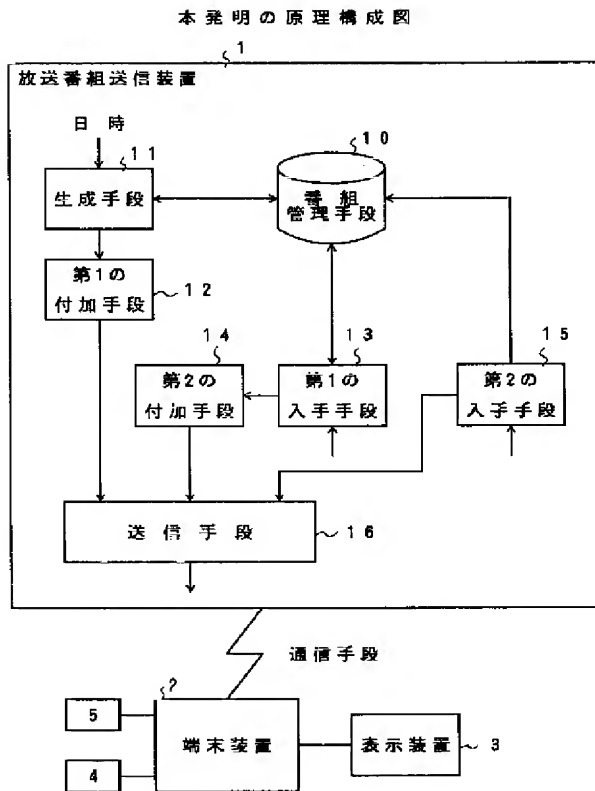 本発明の原理構成図
1
放送番組送信装置
日時
11
10
生成手段
番組
管理手段
第1の
付加手段
12
14
13
15
第2の
付加手段
第1の
入手手段
第2の
入手手段
送信手段
16
通信手段
2
5
端末装置
表示装置
3
4